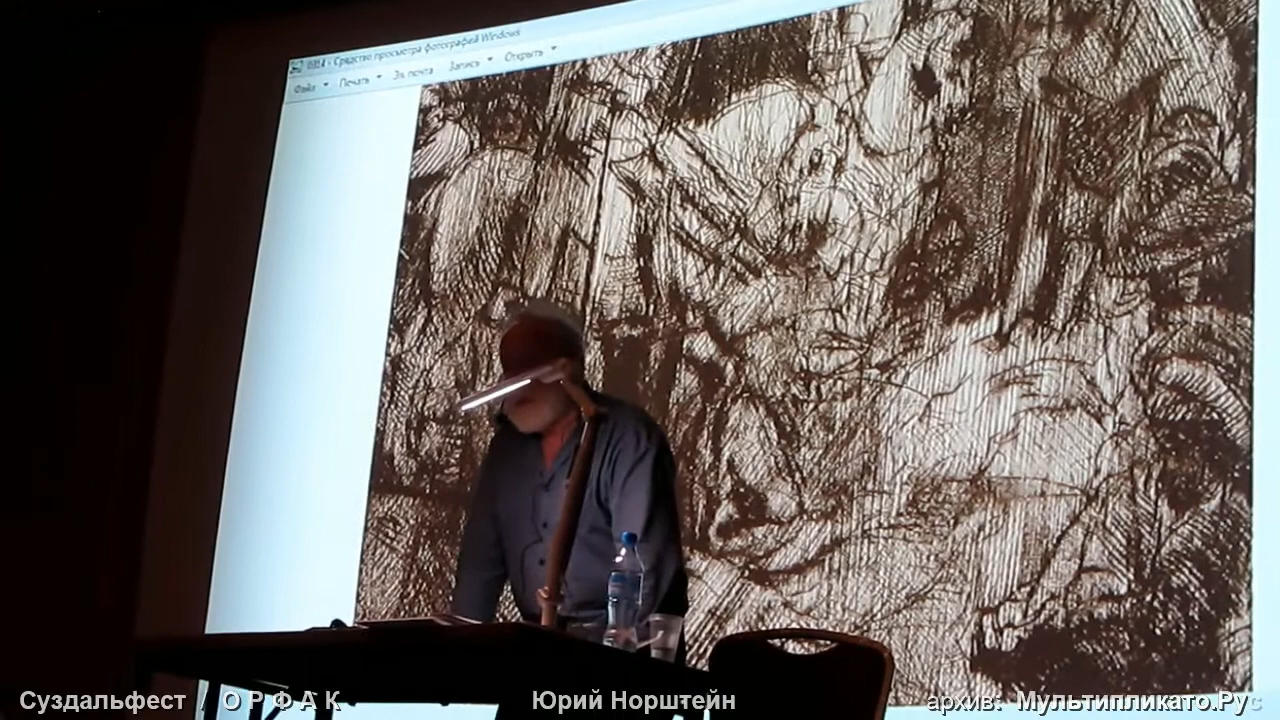 - Средство просмотра фотографий Windows
Файл Печать Эл. почта Запись Открыть
Суздальфест / О Р Ф А К
Юрий Норштейн
архив: Мультипликато.Рус